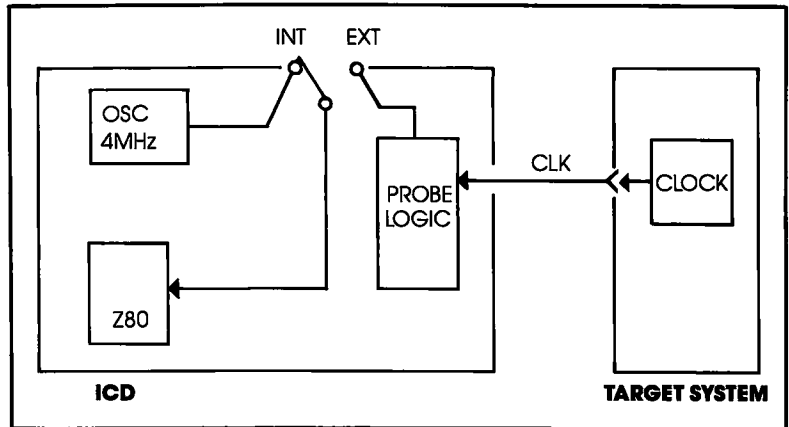 INT EXT
OSC
4MHz
CLK
CLOCK
PROBE
LOGIC
Z80
ICD
TARGET SYSTEM